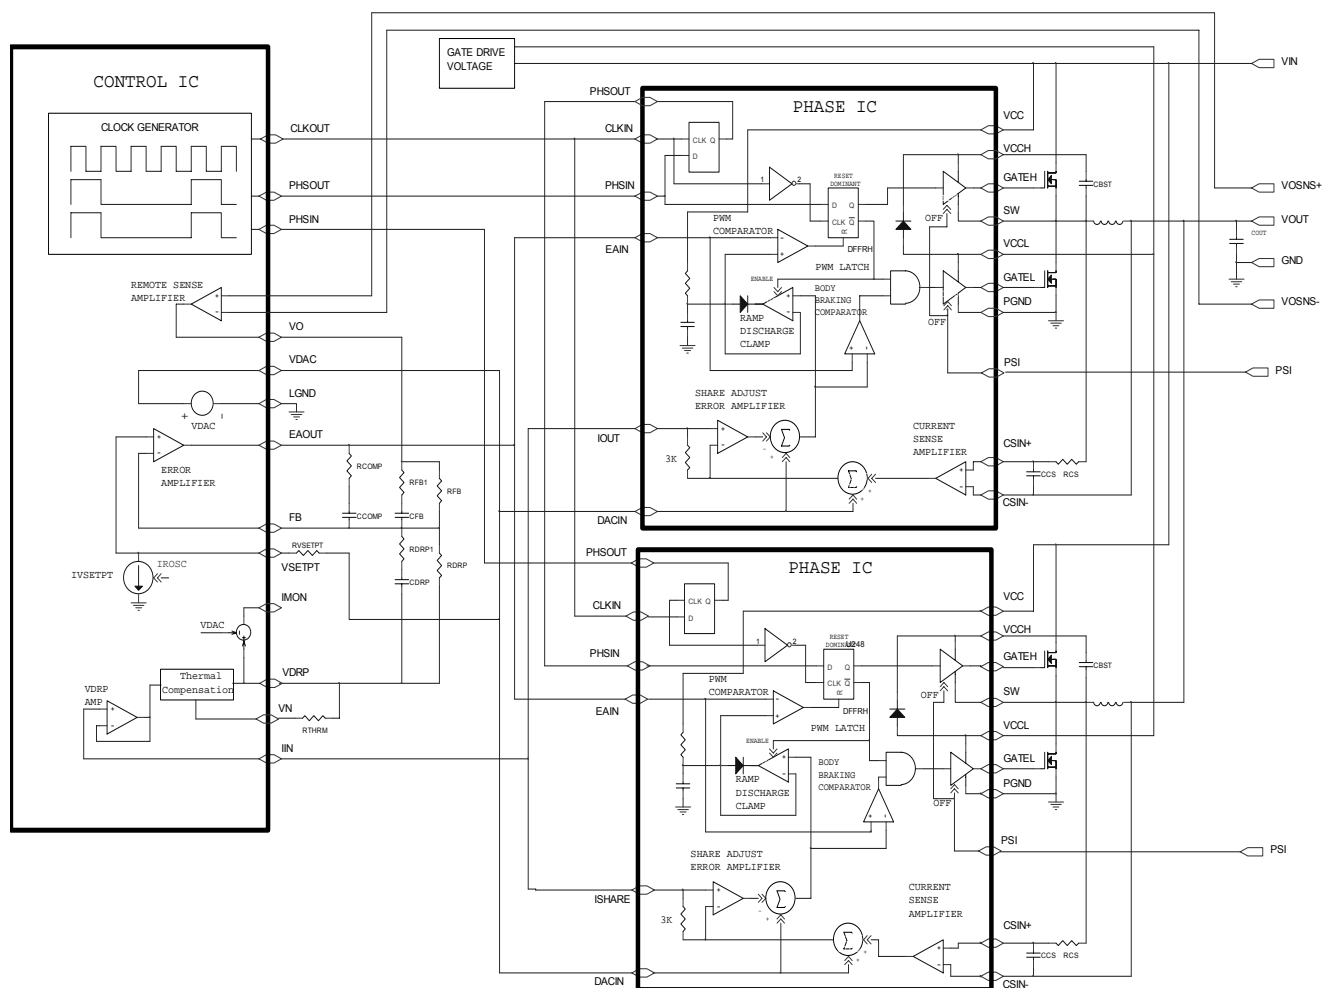 CONTROL IC
CLOCK GENERATOR
CLKOUT
PHSOUT
PHSIN
REMOTE SENSE
AMPLIFIER
+
-
VO
VDAC
LGND
+ -
VDAC
EAOUT
+
-
ERROR
AMPLIFIER
RCOMP
RFB1
RFB
CCOMP
CFB
FB
RVSETPT
VSETPT
RDRP1
RDRP
CDRP
IROSC
IVSETPT
IMON
VDAC
Thermal
Compensation
VDRP
VDRP
AMP
+
-
VN
RTHRM
IIN
GATE DRIVE
VOLTAGE
VIN
VOSNS+
VOUT
COUT
GND
VOSNS-
PSI
PSI
PHASE IC
PHSOUT
CLKIN
CLK Q
D
PHSIN
1 2
RESET
DOMINANT
D Q
CLK Q
R
DFFRH
PWM
COMPARATOR
-
+
EAIN
PWM LATCH
ENABLE
BODY
BRAKING
COMPARATOR
+
-
RAMP
DISCHARGE
CLAMP
+ -
OFF
OFF
VCC
VCCH
GATEH
CBST
SW
VCCL
GATEL
PGND
PSI
SHARE ADJUST
ERROR AMPLIFIER
IOUT
3K
+
-
Σ
- +
Σ
+ +
CURRENT
SENSE
AMPLIFIER
+
-
CSIN+
CCS RCS
CSIN-
DACIN
PHASE IC
PHSOUT
CLKIN
CLK Q
D
PHSIN
1 2
RESET
U248
D Q
CLK Q
R
DFFRH
PWM
COMPARATOR
-
+
EAIN
PWM LATCH
ENABLE
BODY
BRAKING
COMPARATOR
+
-
RAMP
DISCHARGE
CLAMP
+ -
OFF
OFF
VCC
VCCH
GATEH
CBST
SW
VCCL
GATEL
PGND
PSI
SHARE ADJUST
ERROR AMPLIFIER
ISHARE
3K
+
-
Σ
- +
Σ
+ +
CURRENT
SENSE
AMPLIFIER
+
-
CSIN+
CCS RCS
CSIN-
DACIN